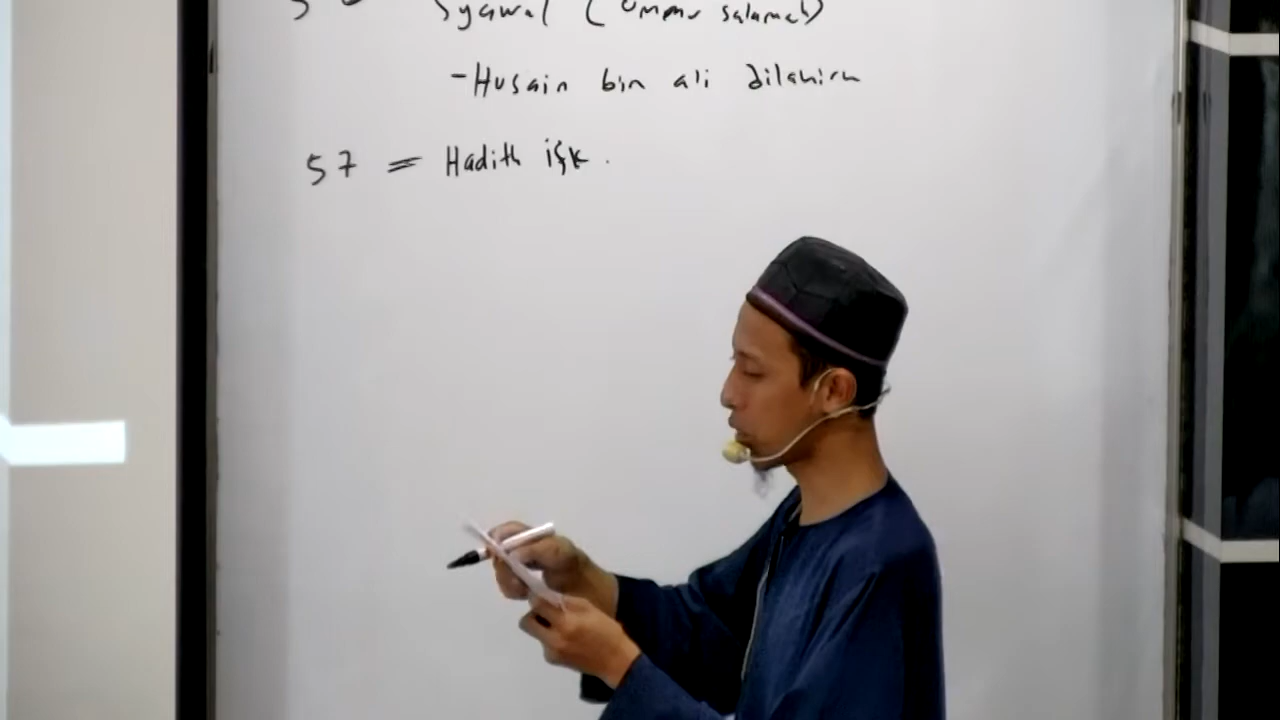 Syawal (Ummu salamah)
-Husain bin ali dilahirn
57 = Hadith ifk.